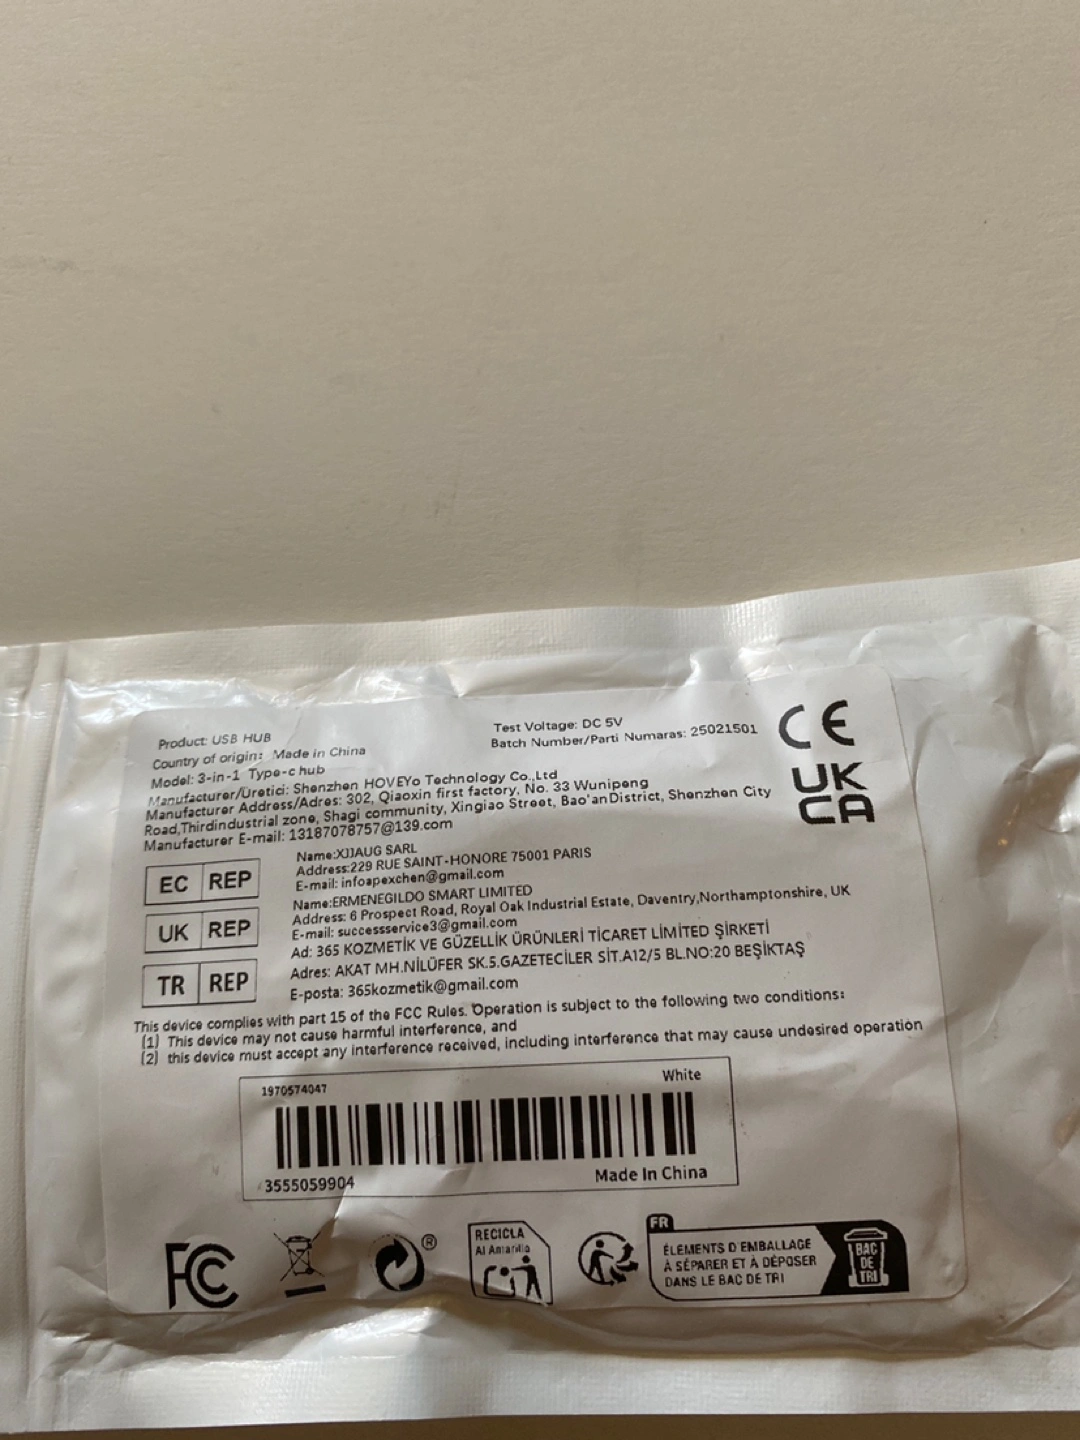 Product: USB HUB
Country of origin: Made in China
Model: 3-in-1 Type-c hub
Test Voltage: DC 5V
Batch Number/Parti Numaras: 25021501
CE
UK
CA
Manufacturer/Üretici: Shenzhen HOVEYo Technology Co.,Ltd
Manufacturer Address/Adres: 302, Qiaoxin first factory, No. 33 Wunipeng
Road,Thirdindustrial zone, Shagi community, Xingiao Street, Bao'anDistrict, Shenzhen City
Manufacturer E-mail: 13187078757@139.com
EC REP
Name:XJJAUG SARL
Address:229 RUE SAINT-HONORE 75001 PARIS
E-mail: infoapexchen@gmail.com
UK REP
Name:ERMENEGILDO SMART LIMITED
Address: 6 Prospect Road, Royal Oak Industrial Estate, Daventry,Northamptonshire, UK
E-mail: successservice3@gmail.com
TR REP
Ad: 365 KOZMETİK VE GÜZELLİK ÜRÜNLERİ TİCARET LİMİTED ŞİRKETİ
Adres: AKAT MH.NİLÜFER SK.5.GAZETECİLER SİT.A12/5 BL.NO:20 BEŞİKTAŞ
E-posta: 365kozmetik@gmail.com
This device complies with part 15 of the FCC Rules. Operation is subject to the following two conditions:
(1) This device may not cause harmful interference, and
(2) this device must accept any interference received, including interference that may cause undesired operation
1970574047
White
3555059904
Made In China
FC
®
RECICLA
Al Amarillo
FR
ÉLEMENTS D'EMBALLAGE
À SÉPARER ET À DÉPOSER
DANS LE BAC DE TRI
BAC
DE
TRI